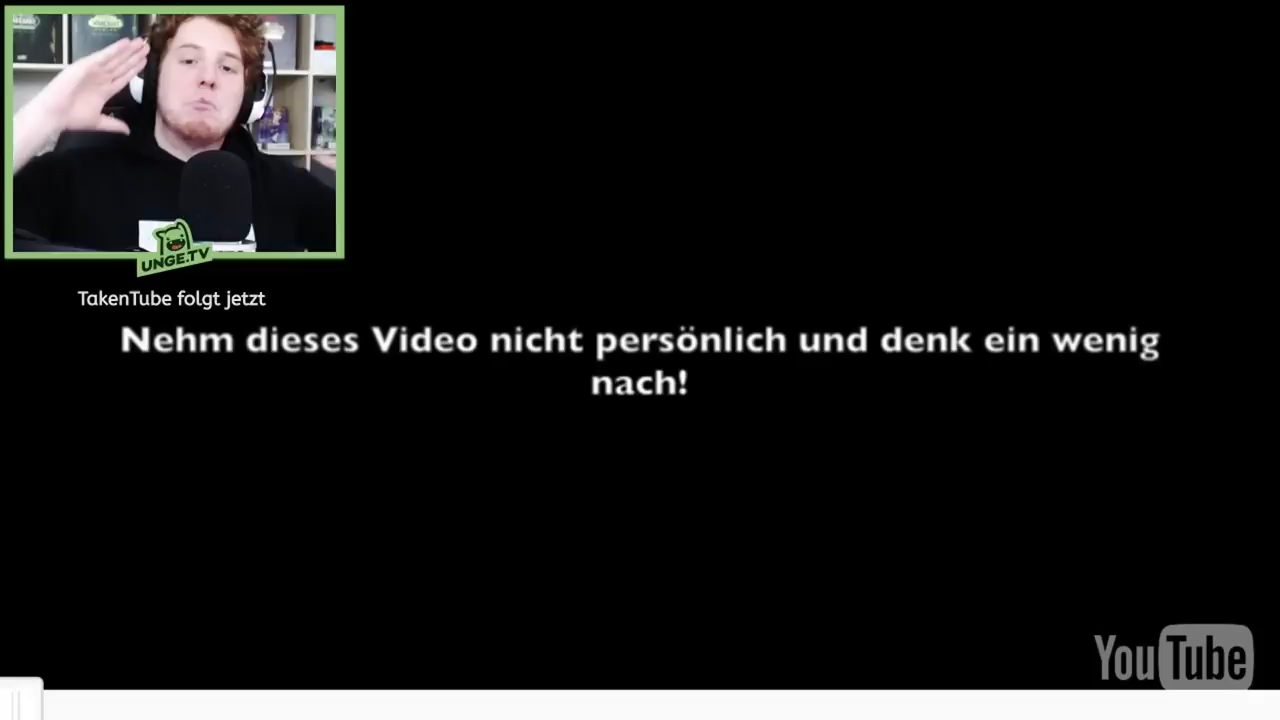 UNGE.TV
TakenTube folgt jetzt
Nehm dieses Video nicht persönlich und denk ein wenig
nach!
YouTube